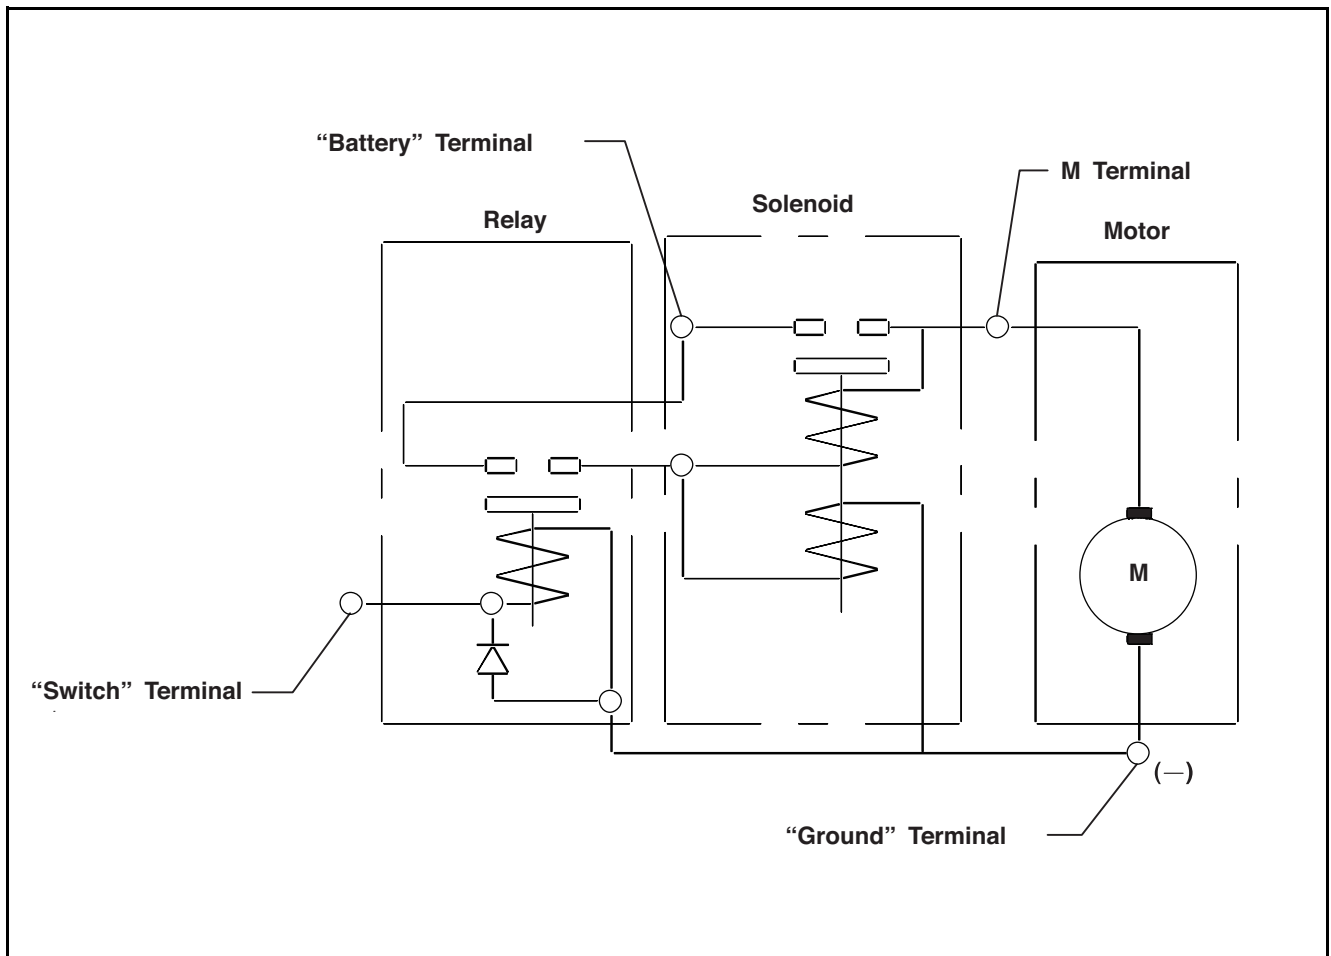 “Battery” Terminal
M Terminal
Solenoid
Relay
Motor
M
“Switch” Terminal
(—)
“Ground” Terminal